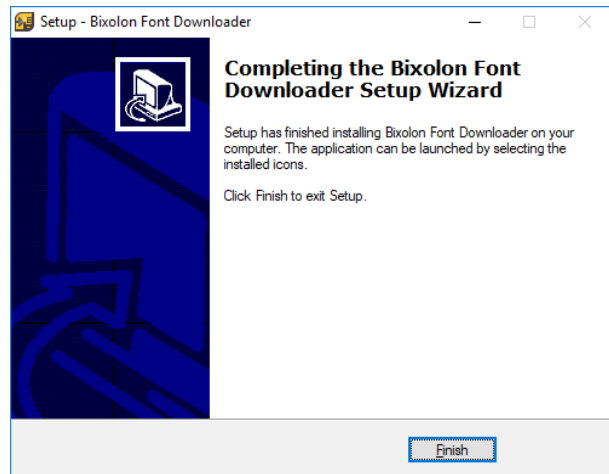 Setup - Bixolon Font Downloader
Completing the Bixolon Font
Downloader Setup Wizard
Setup has finished installing Bixolon Font Downloader on your
computer. The application can be launched by selecting the
installed icons.
Click Finish to exit Setup.
Finish